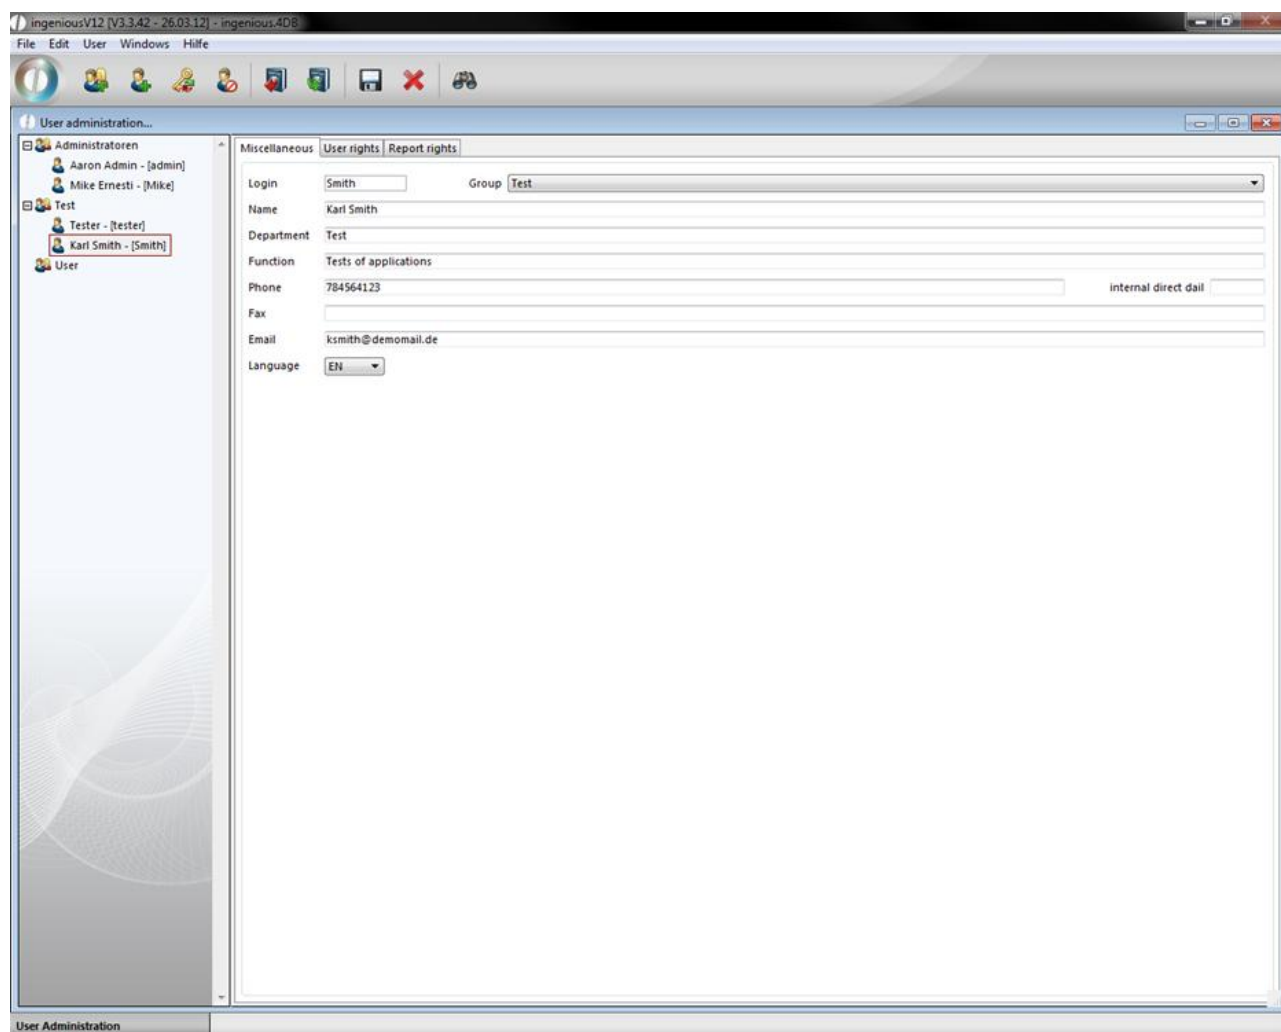 ingeniousV12 [V3.3.42 - 26.03.12] - ingenious.4DB
File Edit User Windows Hilfe
User administration...
Administratoren
Aaron Admin - [admin]
Mike Ernesti - [Mike]
Test
Tester - [tester]
Karl Smith - [Smith]
User
Miscellaneous User rights Report rights
Login Smith Group Test
Name Karl Smith
Department Test
Function Tests of applications
Phone 784564123 internal direct dail
Fax
Email ksmith@demomail.de
Language EN
User Administration